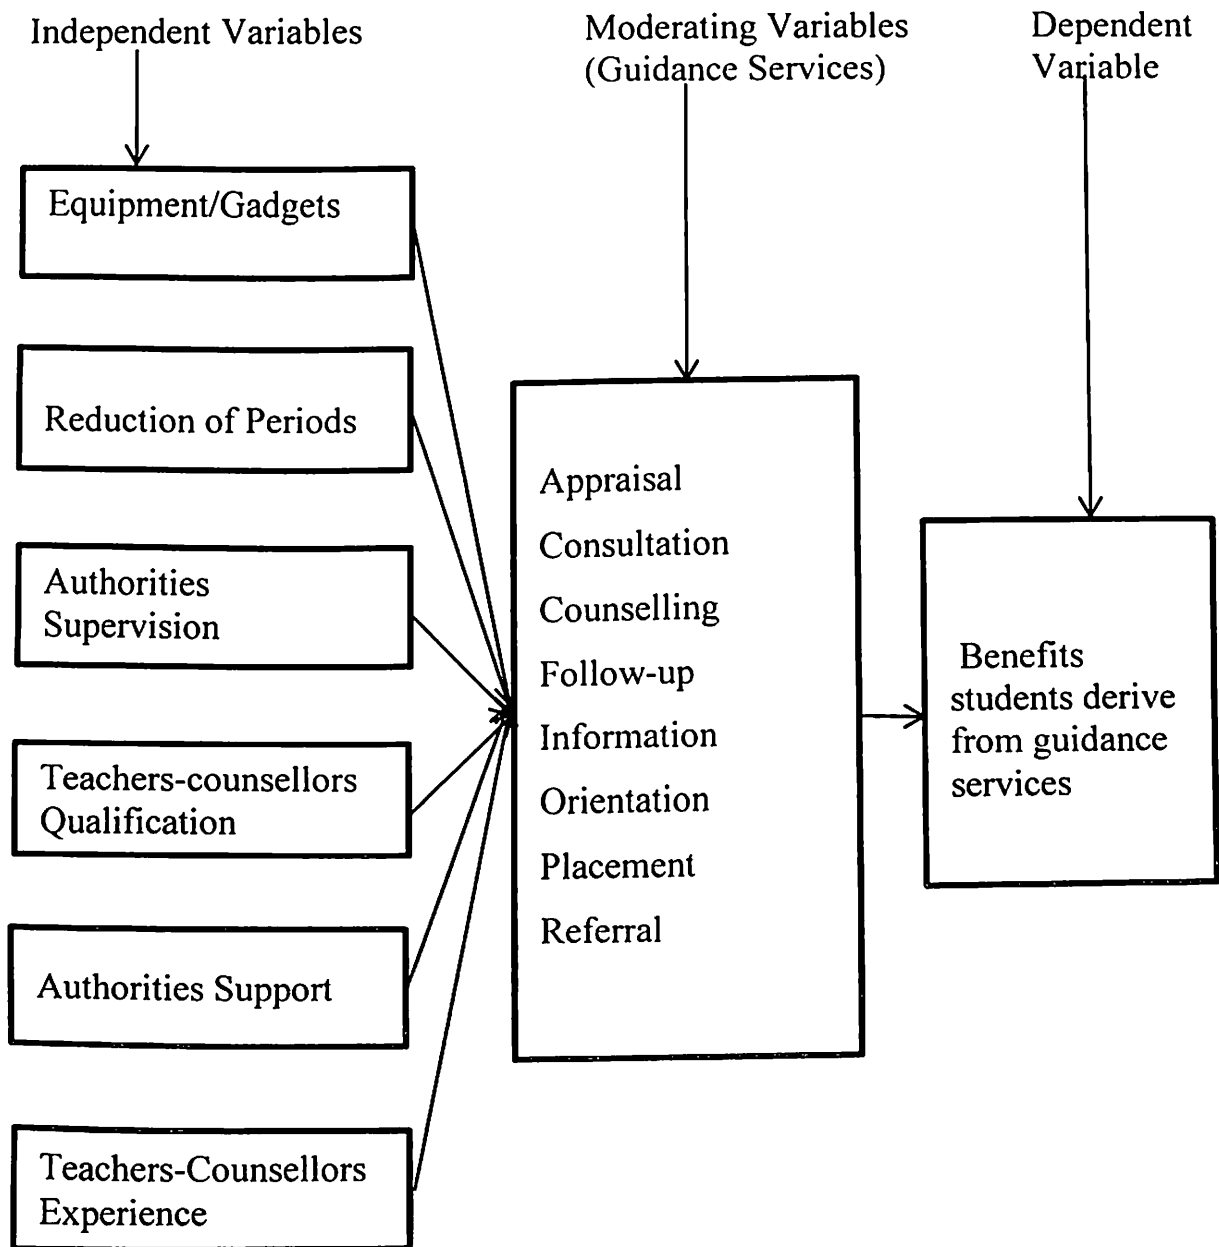 Independent Variables
Moderating Variables
(Guidance Services)
Dependent
Variable
Equipment/Gadgets
Reduction of Periods
Authorities
Supervision
Teachers-counsellors
Qualification
Authorities Support
Teachers-Counsellors
Experience
Appraisal
Consultation
Counselling
Follow-up
Information
Orientation
Placement
Referral
Benefits
students derive
from guidance
services